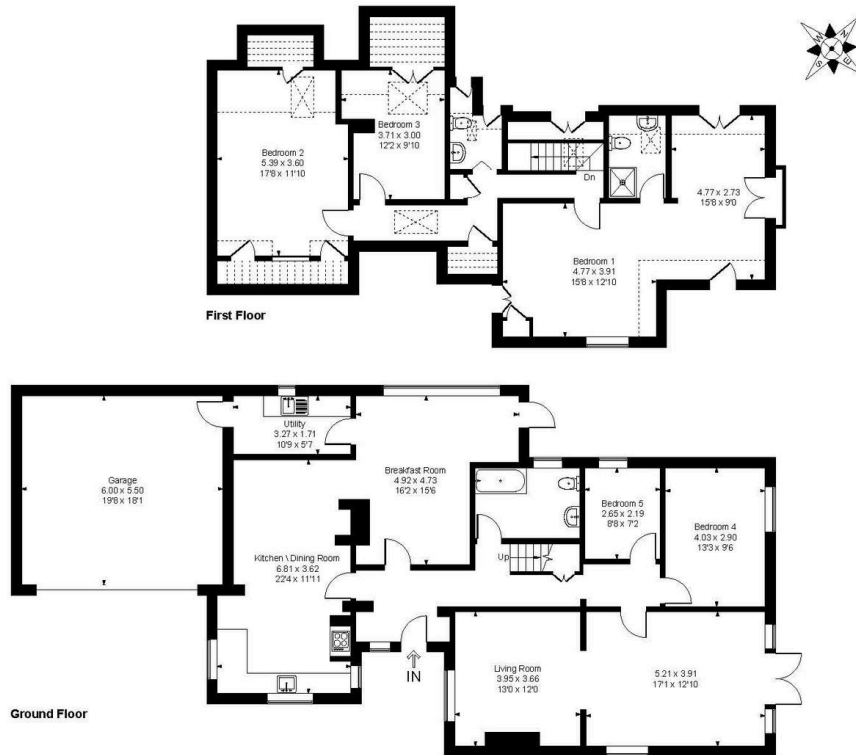 N
E
S
W
Bedroom 2
5.39 x 3.60
17'8 x 11'10
Bedroom 3
3.71 x 3.00
12'2 x 9'10
Dn
4.77 x 2.73
15'8 x 9'0
Bedroom 1
4.77 x 3.91
15'8 x 12'10
First Floor
Utility
3.27 x 1.71
10'9 x 5'7
Garage
6.00 x 5.50
19'8 x 18'1
Breakfast Room
4.92 x 4.73
16'2 x 15'6
Bedroom 5
2.65 x 2.19
8'8 x 7'2
Bedroom 4
4.03 x 2.90
13'3 x 9'6
Up
Kitchen \ Dining Room
6.81 x 3.62
22'4 x 11'11
IN
Living Room
3.95 x 3.66
13'0 x 12'0
5.21 x 3.91
17'1 x 12'10
Ground Floor